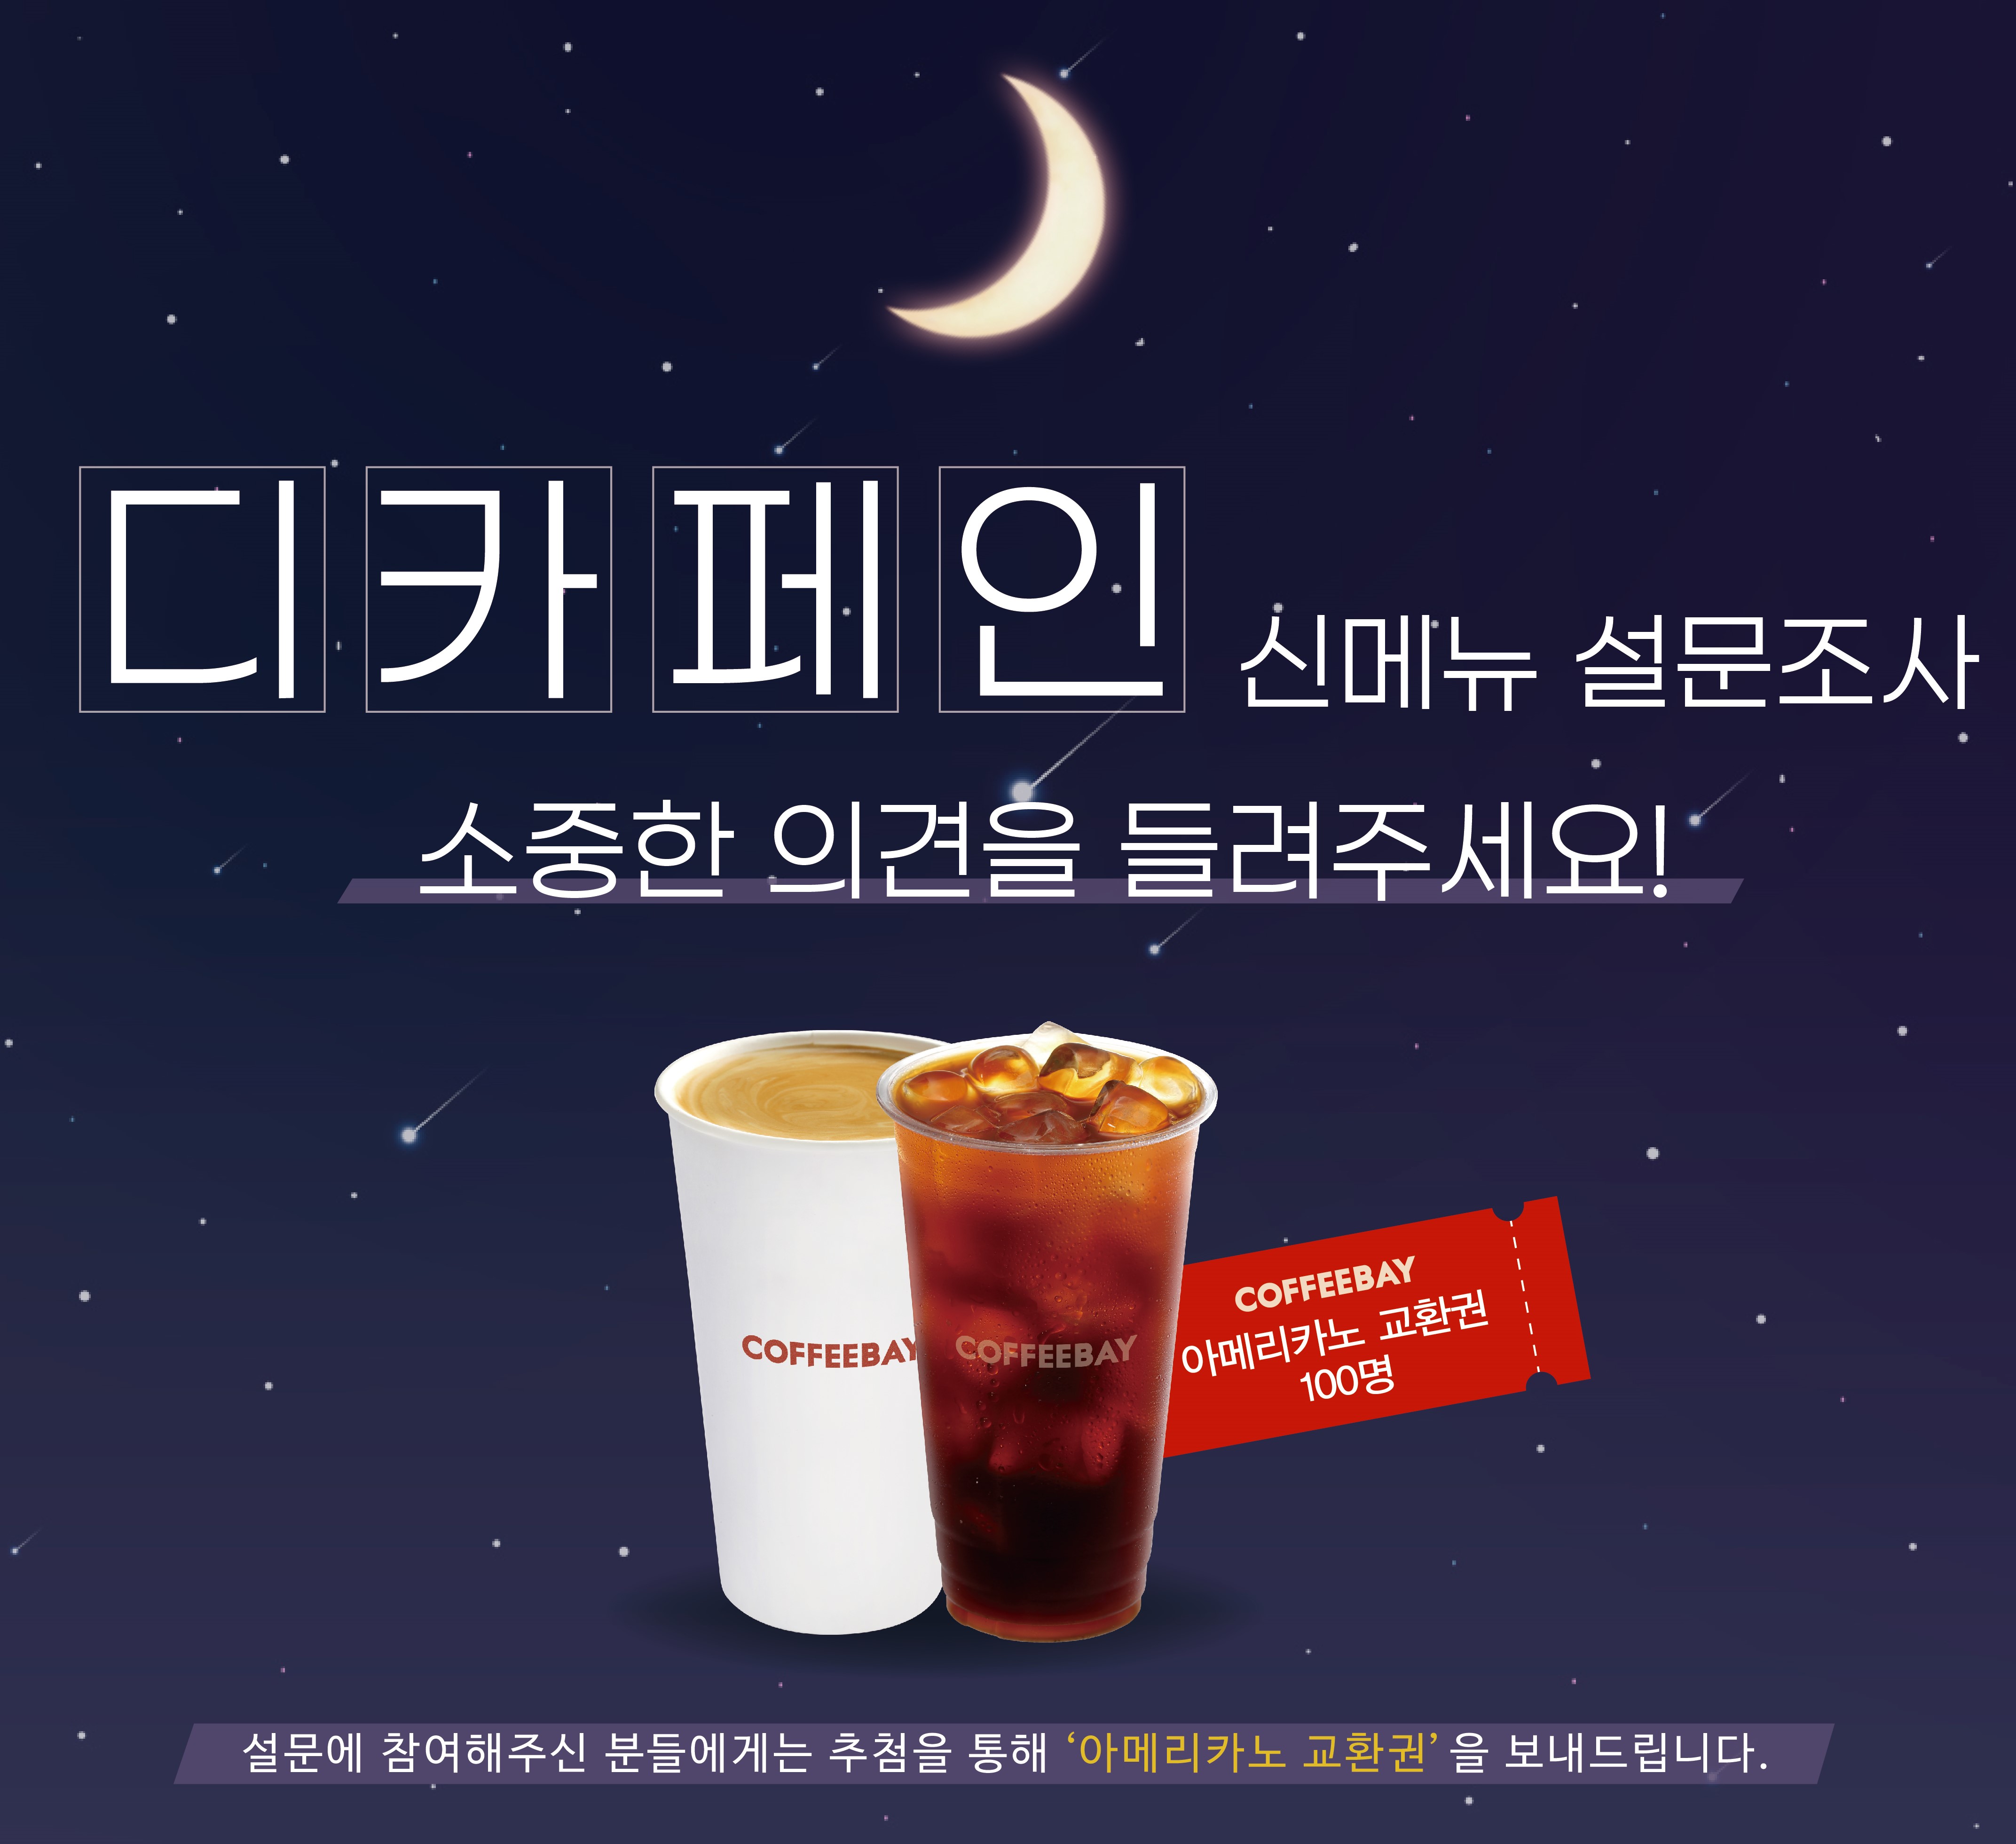 디카페인 신메뉴 설문조사
소중한 의견을 들려주세요!
COFFEEBAY
COFFEEBAY
COFFEEBAY
아메리카노 교환권
100명
설문에 참여해주신 분들에게는 추첨을 통해 ‘아메리카노 교환권’ 을 보내드립니다.